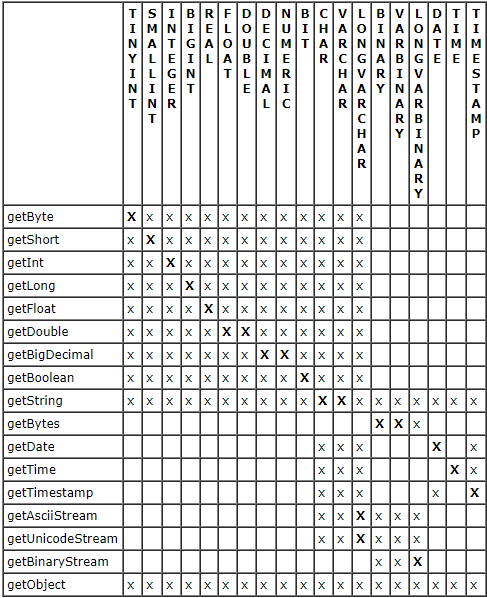 TINYINT SMALLINT INTEGER BIGINT REAL FLOAT DOUBLE DECIMAL NUMERIC BIT CHAR VARCHAR LONGVARCHAR BINARY VARBINARY LONGVARBINARY DATE TIME TIMESTAMP
getByte X x x x x x x x x x x x x
getShort x X x x x x x x x x x x x
getInt x x X x x x x x x x x x x
getLong x x x X x x x x x x x x x
getFloat x x x x X x x x x x x x x
getDouble x x x x x X X x x x x x x
getBigDecimal x x x x x x x X X x x x x
getBoolean x x x x x x x x x X x x x
getString x x x x x x x x x x X X x x x x x x x
getBytes X X x
getDate x x x X x
getTime x x x X x
getTimestamp x x x x X
getAsciiStream x x X x x x
getUnicodeStream x x X x x x
getBinaryStream x x X
getObject x x x x x x x x x x x x x x x x x x x